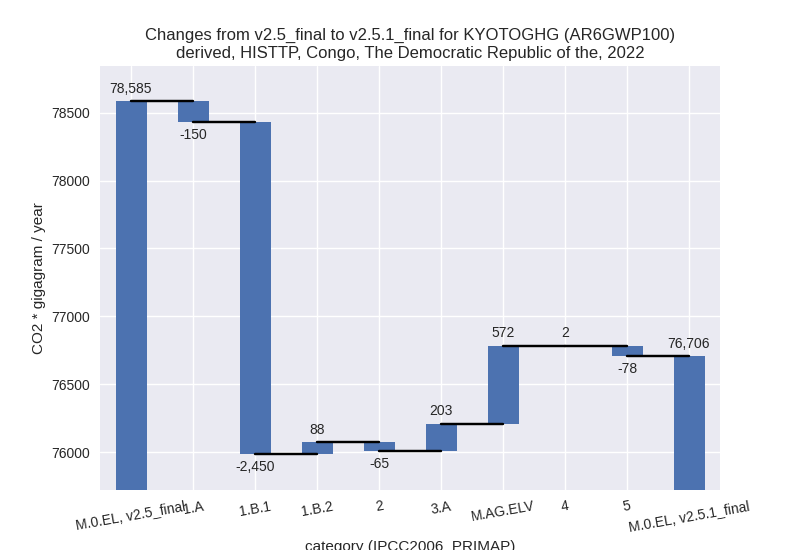 Changes from v2.5_final to v2.5.1_final for KYOTOGHG (AR6GWP100)
derived, HISTTP, Congo, The Democratic Republic of the, 2022
78,585
-150
-2,450
88
-65
203
572
2
-78
76,706
78500
78000
77500
77000
76500
76000
CO2 * gigagram / year
M.0.EL, v2.5_final
1.A
1.B.1
1.B.2
2
3.A
M.AG.ELV
4
5
M.0.EL, v2.5.1_final
category (IPCC2006_PRIMAP)